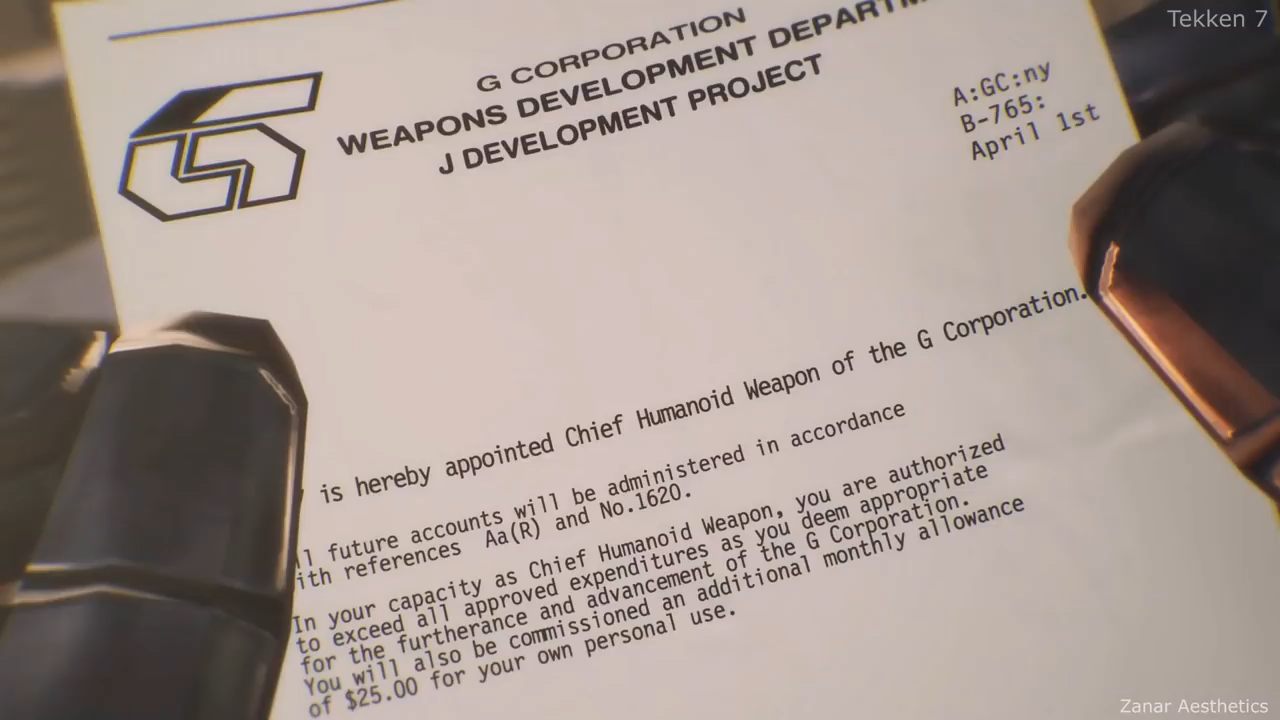 Tekken 7
G CORPORATION
WEAPONS DEVELOPMENT DEPARTM
J DEVELOPMENT PROJECT
A:GC:ny
B-765:
April 1st
is hereby appointed Chief Humanoid Weapon of the G Corporation.
ll future accounts will be administered in accordance
ith references Aa(R) and No.1620.
In your capacity as Chief Humanoid Weapon, you are authorized
to exceed all approved expenditures as you deem appropriate
for the furtherance and advancement of the G Corporation.
You will also be commissioned an additional monthly allowance
of $25.00 for your own personal use.
Zanar Aesthetics